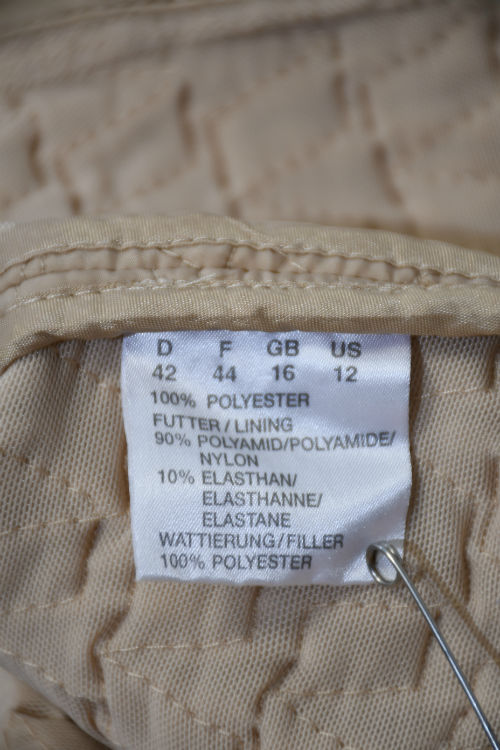 D F GB US
42 44 16 12
100% POLYESTER
FUTTER/LINING
90% POLYAMID/POLYAMIDE/
NYLON
10% ELASTHAN/
ELASTHANNE/
ELASTANE
WATTIERUNG/FILLER
100% POLYESTER